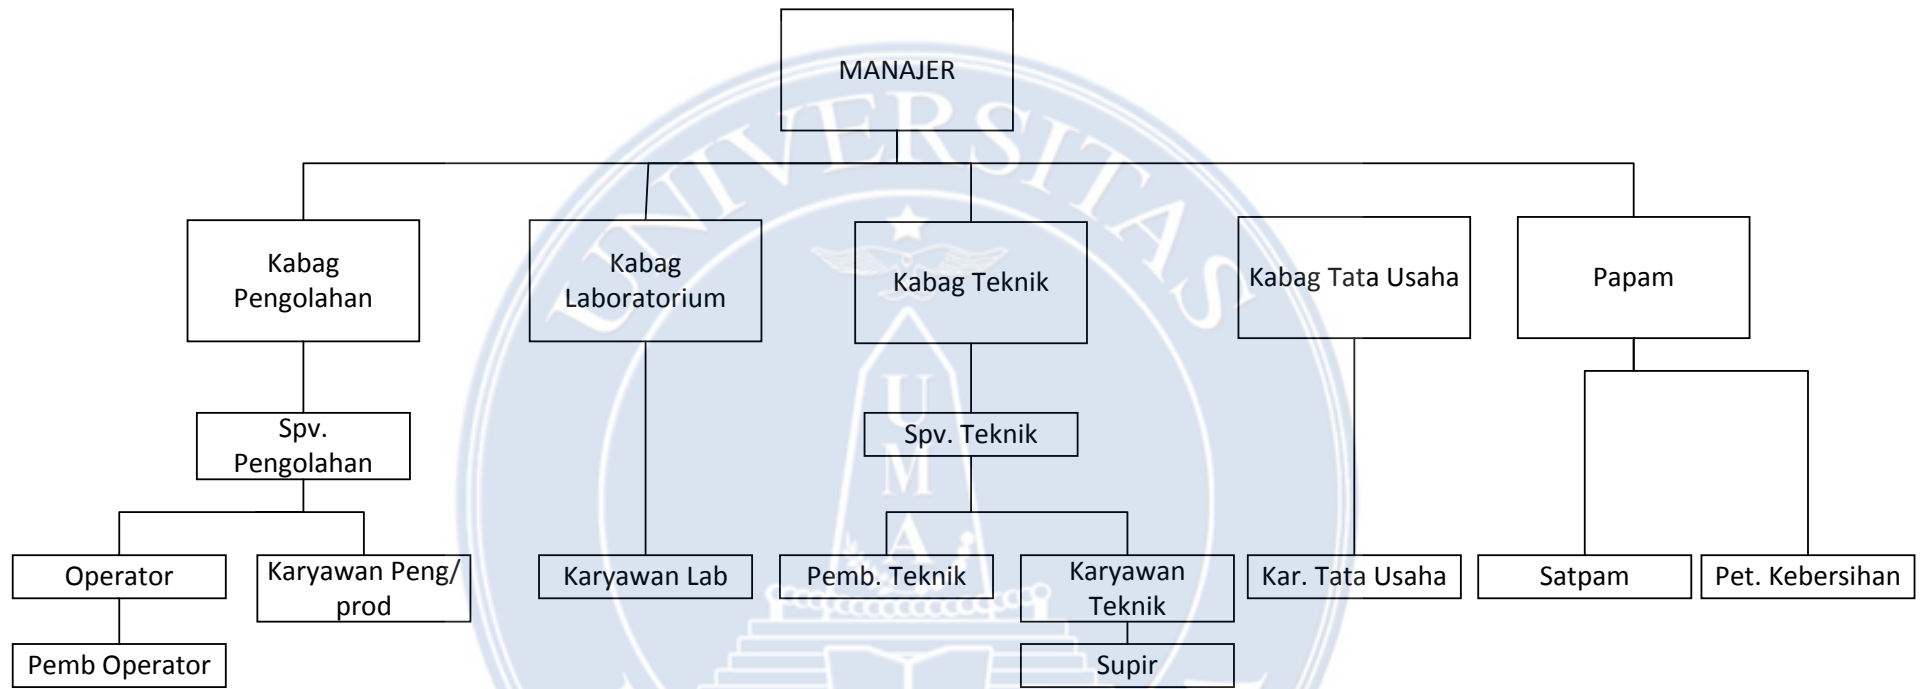 MANAJER
Kabag
Pengolahan
Kabag
Laboratorium
Kabag Teknik
Kabag Tata Usaha
Papam
Spv.
Pengolahan
Spv. Teknik
Operator
Karyawan Peng/
prod
Karyawan Lab
Pemb. Teknik
Karyawan
Teknik
Kar. Tata Usaha
Satpam
Pet. Kebersihan
Pemb Operator
Supir
UNIVERSITAS
U
M
A